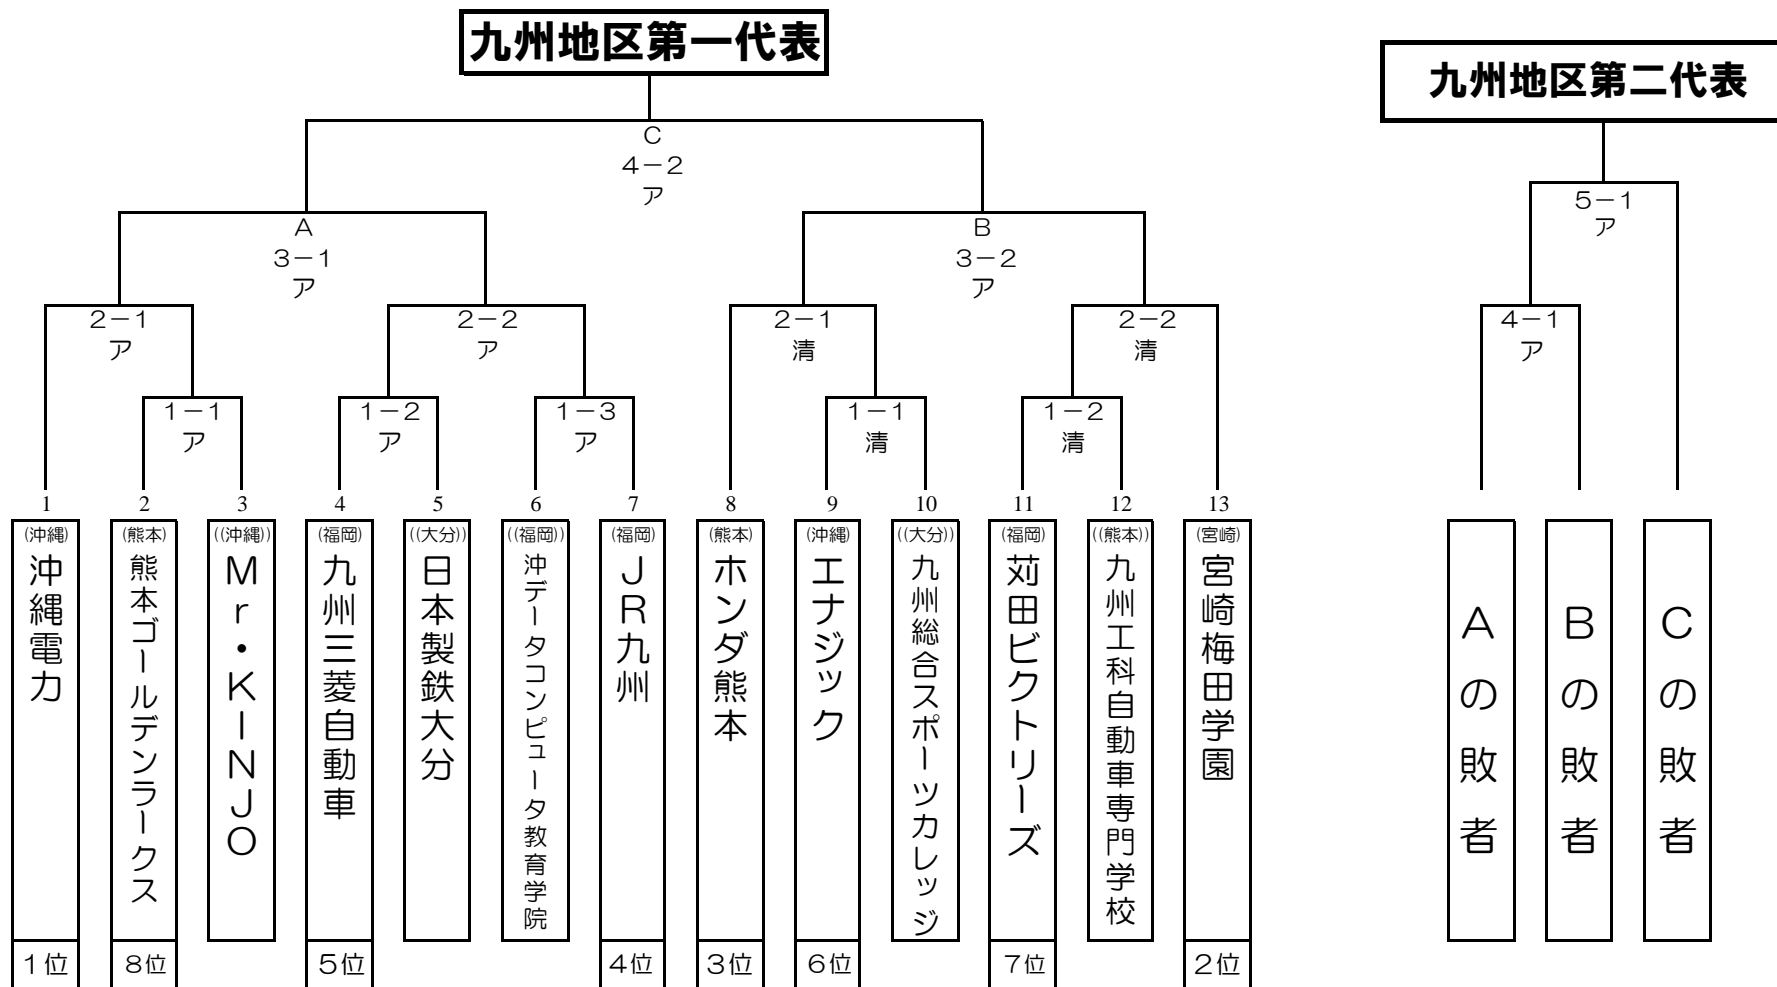 九州地区第一代表
九州地区第二代表
C
4-2
ア
5-1
ア
A
3-1
ア
B
3-2
ア
2-1
ア
2-2
ア
2-1
清
2-2
清
4-1
ア
1-1
ア
1-2
ア
1-3
ア
1-1
清
1-2
清
1
2
3
4
5
6
7
8
9
10
11
12
13
(沖縄)
沖縄電力
1位
(熊本)
熊本ゴールデンラークス
8位
((沖縄))
Mr・KINJO
(福岡)
九州三菱自動車
5位
((大分))
日本製鉄大分
((福岡))
沖データコンピュータ教育学院
(福岡)
JR九州
4位
(熊本)
ホンダ熊本
3位
(沖縄)
エナジック
6位
((大分))
九州総合スポーツカレッジ
(福岡)
苅田ビクトリーズ
7位
((熊本))
九州工科自動車専門学校
(宮崎)
宮崎梅田学園
2位
Aの敗者
Bの敗者
Cの敗者